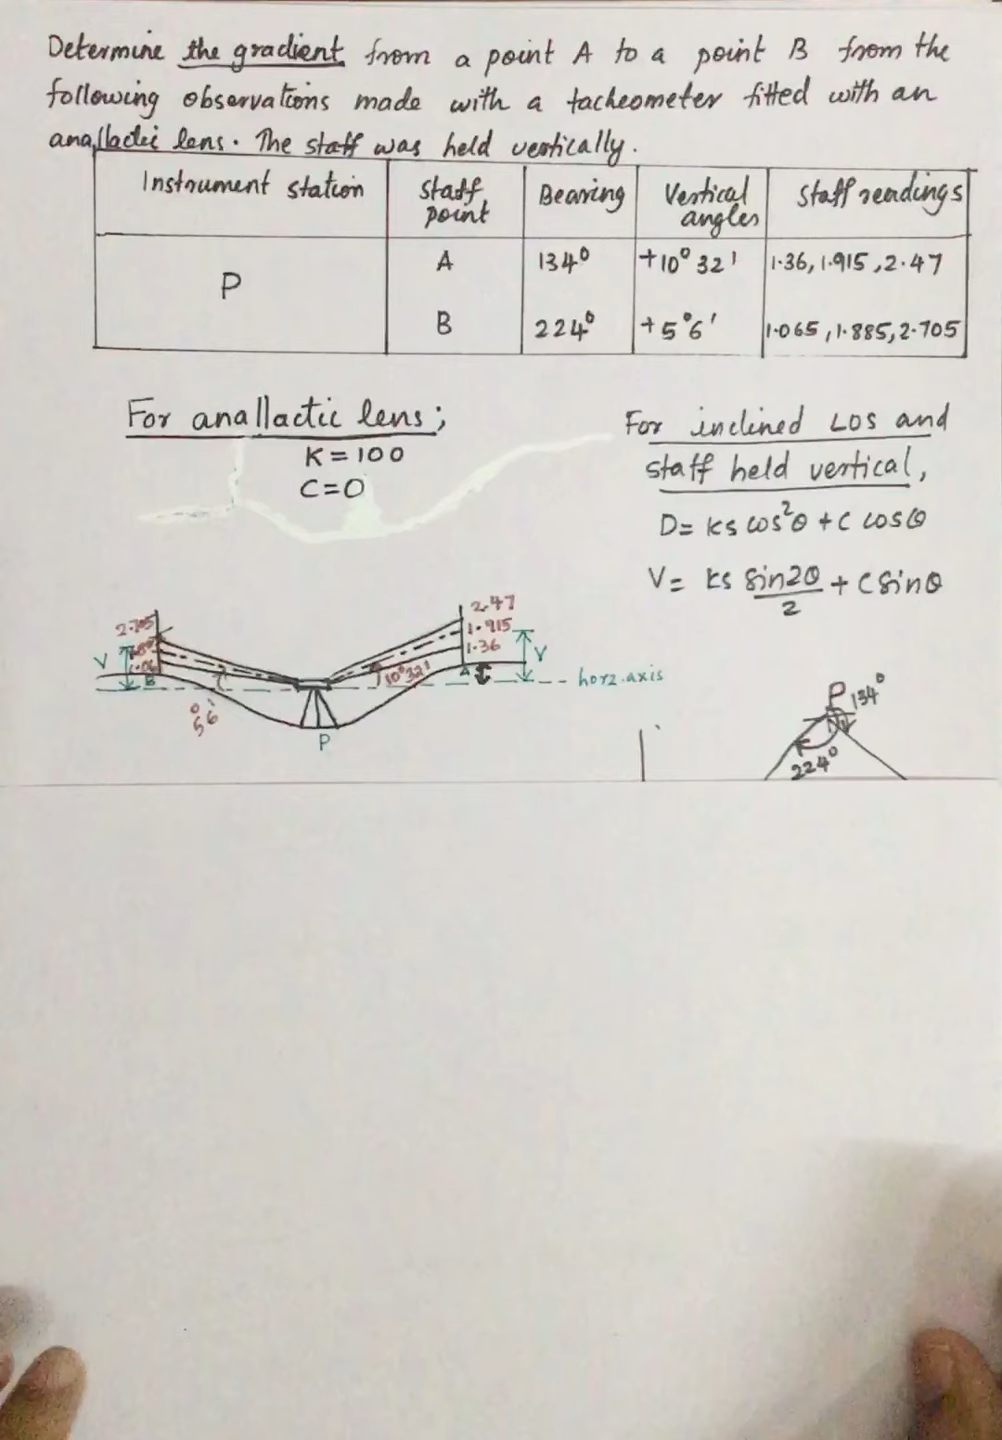 Determine the gradient from a point A to a point B from the
following observations made with a tacheometer fitted with an
anallactic lens. The staff was held vertically.
Instrument station Staff point Bearing Vertical angles Staff readings
P A 134° +10° 32' 1.36, 1.915, 2.47
B 224° +5°6' 1.065, 1.885, 2.705
For anallactic lens;
K = 100
C=0
For inclined LOS and
staff held vertical,
D= Ks cos²θ + C cosθ
V= Ks sin2θ/2 + C sinθ
2.705
V
B
5°6'
P
10°32'
2.47
1.915
1.36
A
V
horz.axis
P
134°
224°